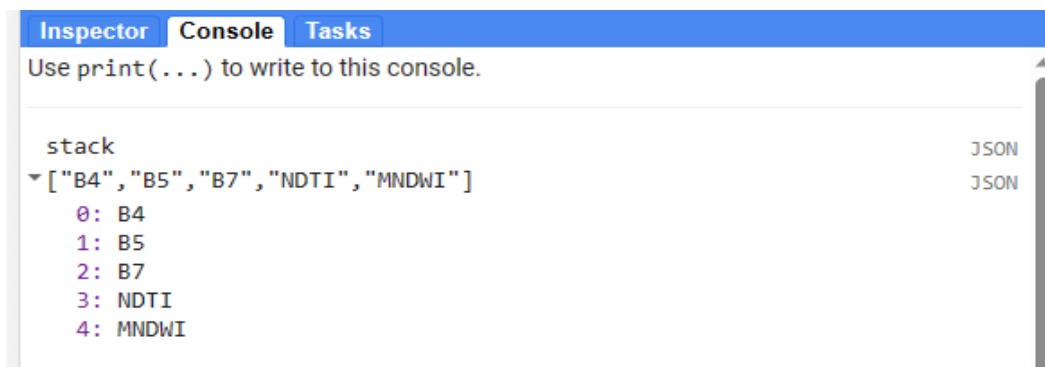 Inspector Console Tasks
Use print(...) to write to this console.
stack JSON
["B4","B5","B7","NDTI","MNDWI"] JSON
0: B4
1: B5
2: B7
3: NDTI
4: MNDWI